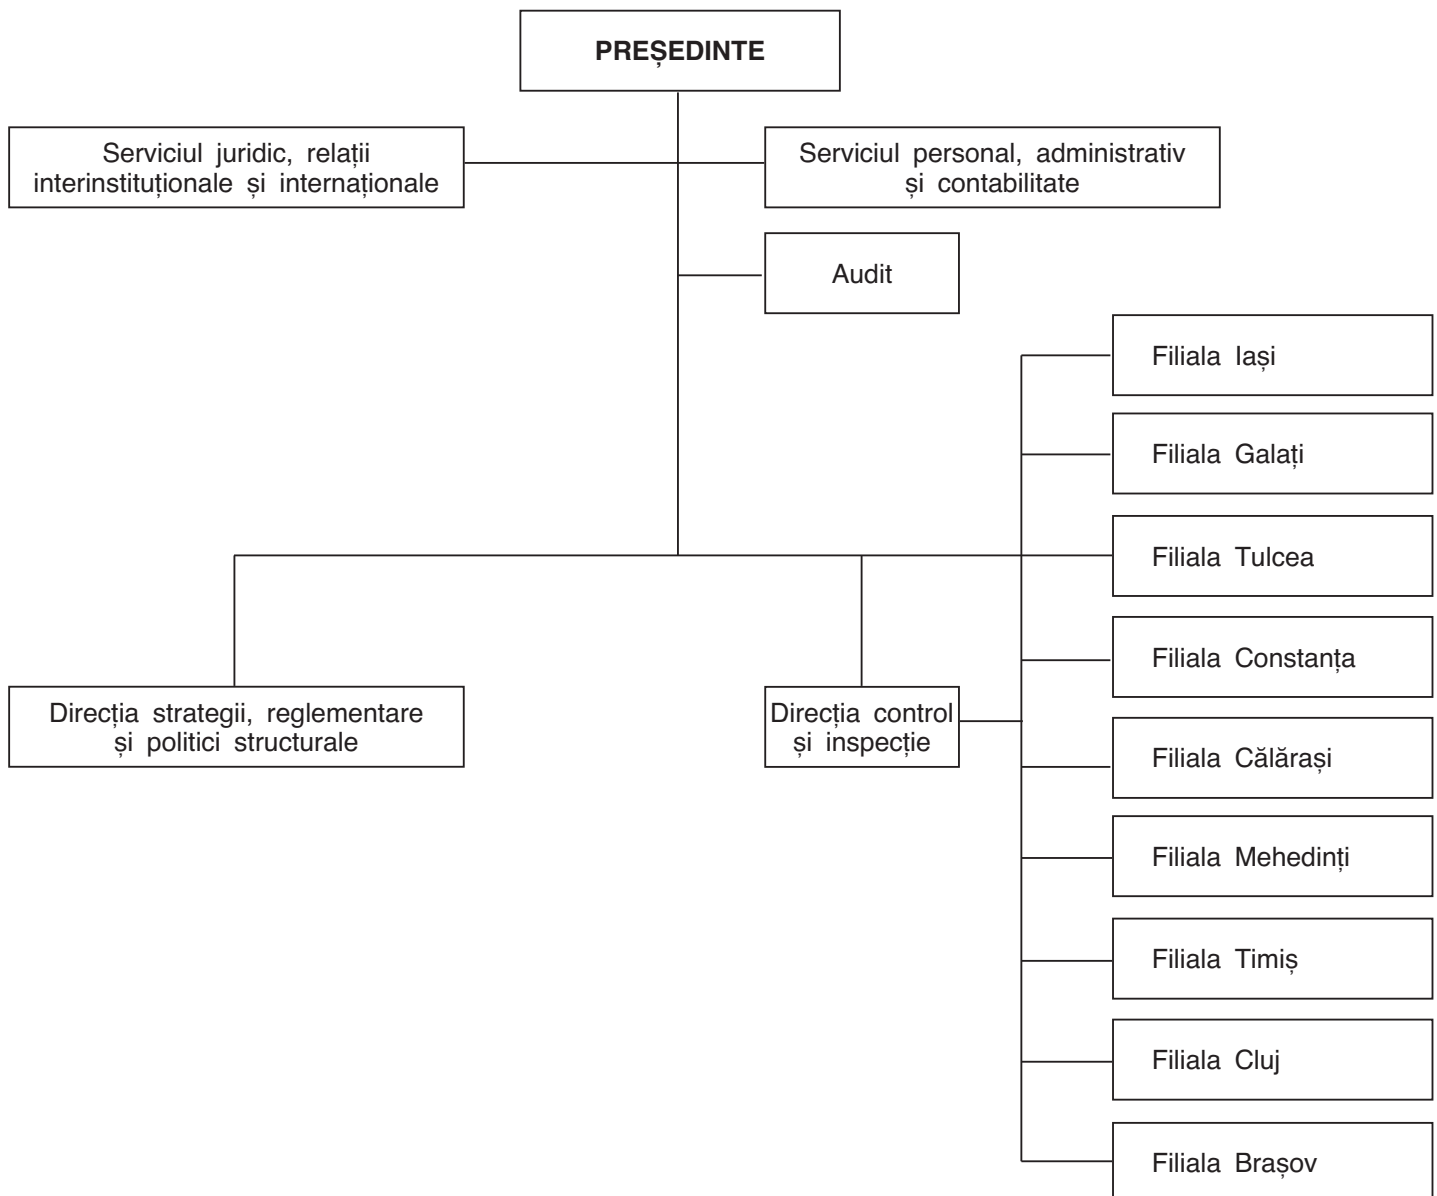 PREȘEDINTE
Serviciul juridic, relații
interinstituționale și internaționale
Serviciul personal, administrativ
și contabilitate
Audit
Filiala Iași
Filiala Galați
Filiala Tulcea
Filiala Constanța
Direcția strategii, reglementare
și politici structurale
Direcția control
și inspecție
Filiala Călărași
Filiala Mehedinți
Filiala Timiș
Filiala Cluj
Filiala Brașov